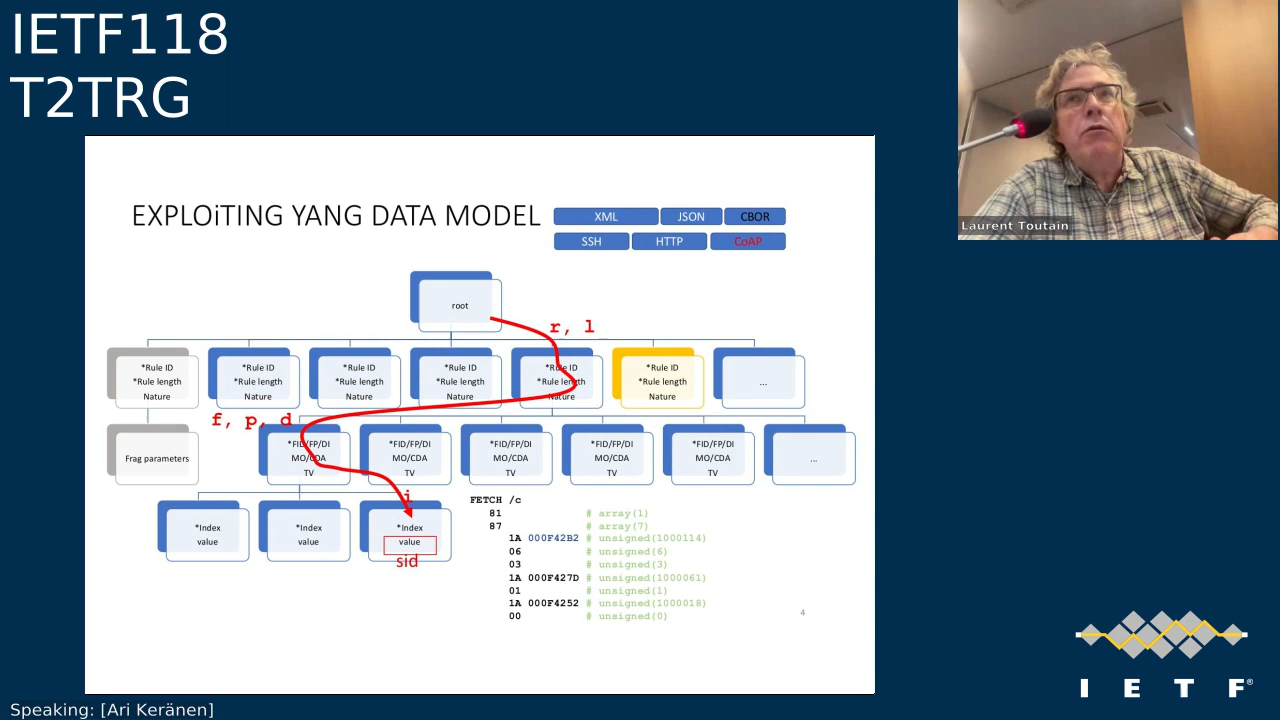 IETF118
T2TRG
Laurent Toutain
EXPLOiTING YANG DATA MODEL
XML JSON CBOR
SSH HTTP CoAP
root
r, l
*Rule ID *Rule ID *Rule ID *Rule ID *Rule ID *Rule ID
*Rule length *Rule length *Rule length *Rule length *Rule length *Rule length ...
Nature Nature Nature Nature Nature Nature
f, p, d
*FID/FP/DI *FID/FP/DI *FID/FP/DI *FID/FP/DI *FID/FP/DI
Frag parameters MO/CDA MO/CDA MO/CDA MO/CDA MO/CDA ...
TV TV TV TV TV
i
*Index *Index *Index
value value value
sid
FETCH /c
81 # array(1)
87 # array(7)
1A 000F42B2 # unsigned(1000114)
06 # unsigned(6)
03 # unsigned(3)
1A 000F427D # unsigned(1000061)
01 # unsigned(1)
1A 000F4252 # unsigned(1000018)
00 # unsigned(0)
4
I E T F®
Speaking: [Ari Keränen]